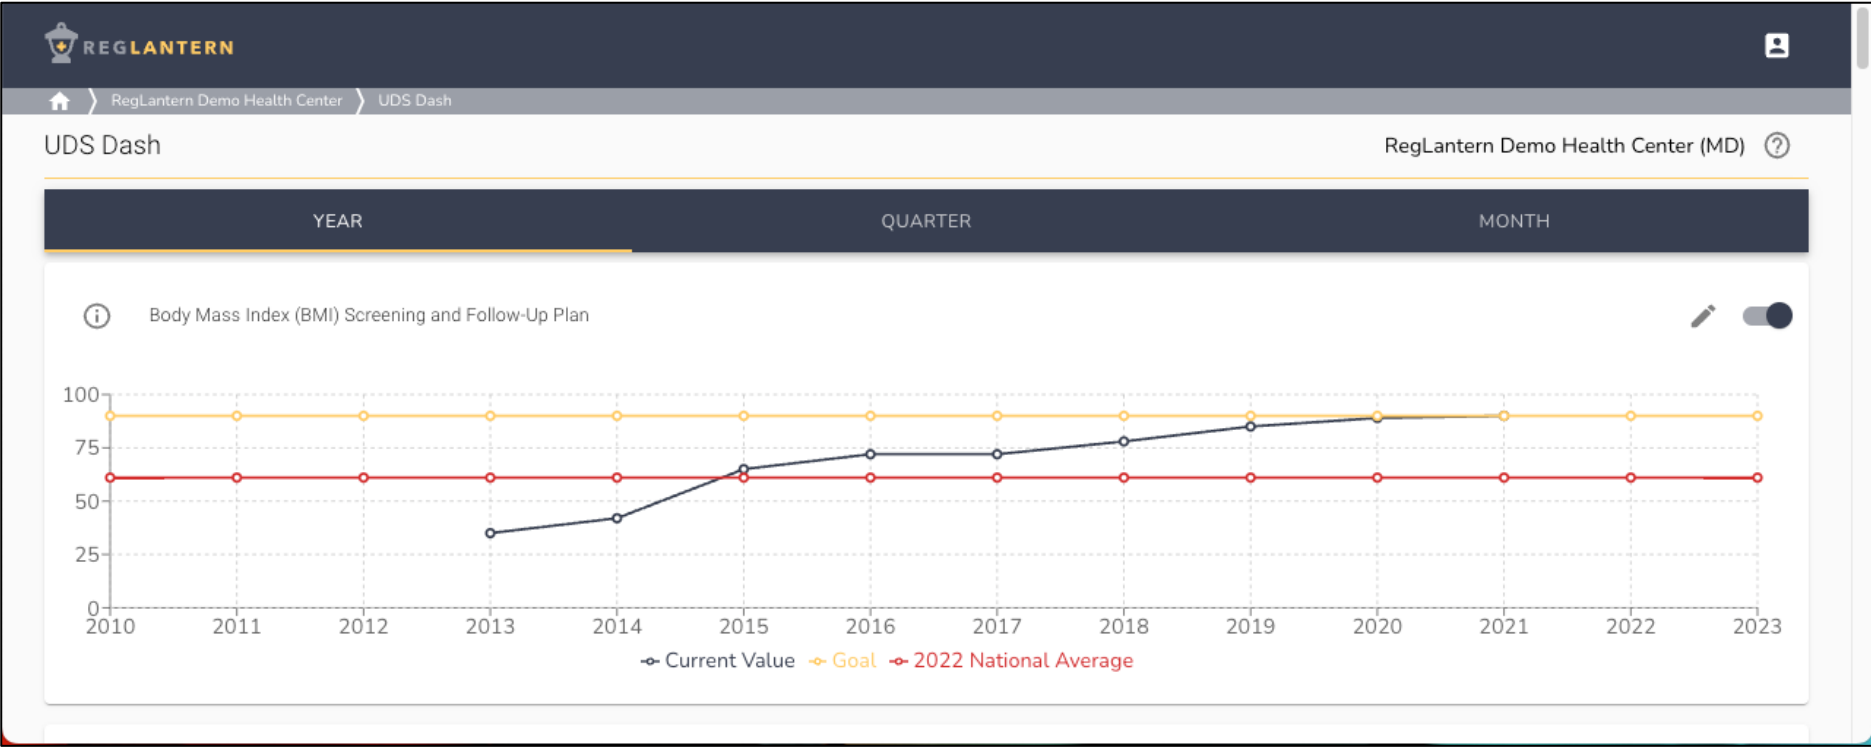 REGLANTERN
RegLantern Demo Health Center UDS Dash
UDS Dash
RegLantern Demo Health Center (MD)
YEAR QUARTER MONTH
Body Mass Index (BMI) Screening and Follow-Up Plan
100
75
50
25
0
2010 2011 2012 2013 2014 2015 2016 2017 2018 2019 2020 2021 2022 2023
Current Value Goal 2022 National Average